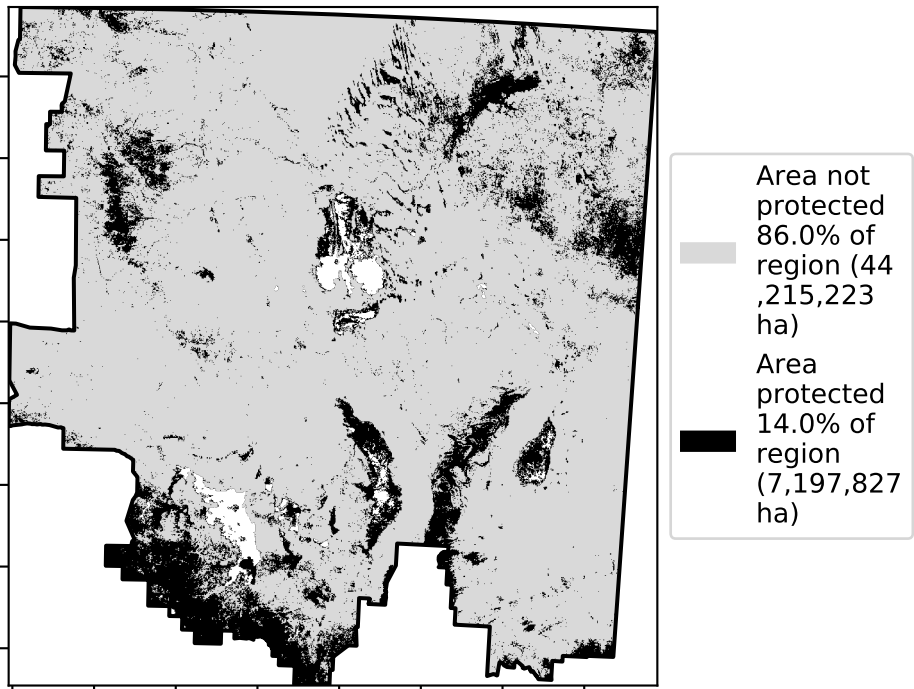 Area not
protected
86.0% of
region (44
,215,223
ha)
Area
protected
14.0% of
region
(7,197,827
ha)